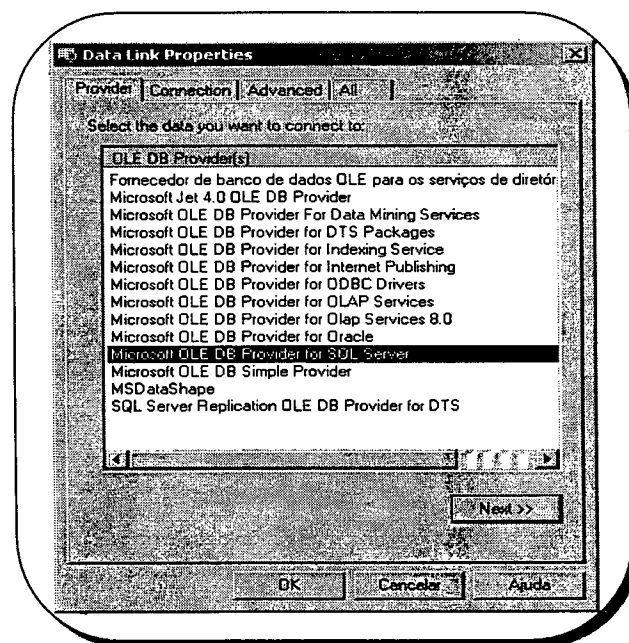 Data Link Properties
Provider Connection Advanced All
Select the data you want to connect to:
OLE DB Provider(s)
Fornecedor de banco de dados OLE para os serviços de diretór
Microsoft Jet 4.0 OLE DB Provider
Microsoft OLE DB Provider For Data Mining Services
Microsoft OLE DB Provider for DTS Packages
Microsoft OLE DB Provider for Indexing Service
Microsoft OLE DB Provider for Internet Publishing
Microsoft OLE DB Provider for ODBC Drivers
Microsoft OLE DB Provider for OLAP Services
Microsoft OLE DB Provider for Olap Services 8.0
Microsoft OLE DB Provider for Oracle
Microsoft OLE DB Provider for SQL Server
Microsoft OLE DB Simple Provider
MSDataShape
SQL Server Replication OLE DB Provider for DTS
Next >>
OK Cancelar Ajuda